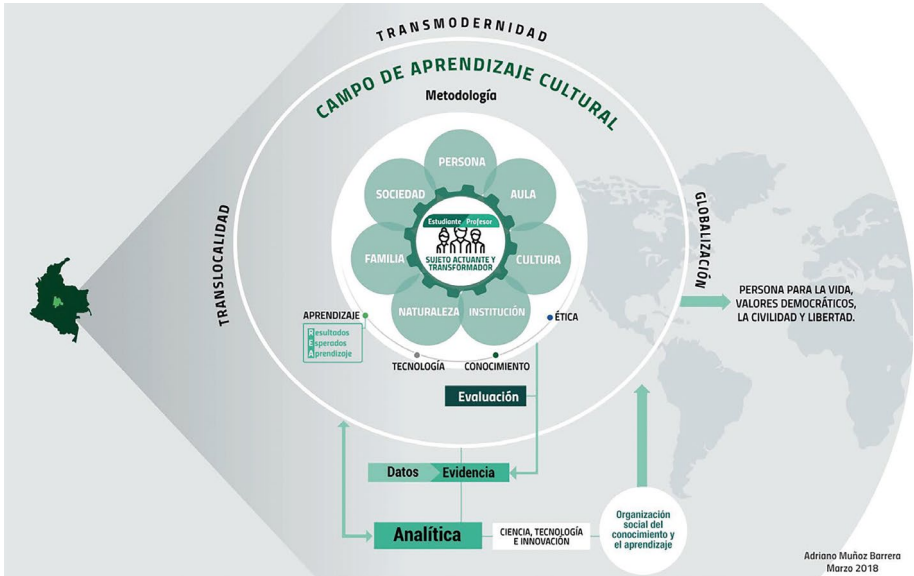 TRANSMODERNIDAD
CAMPO DE APRENDIZAJE CULTURAL
Metodología
TRANSLOCALIDAD
GLOBALIZACIÓN
PERSONA
SOCIEDAD
AULA
FAMILIA
CULTURA
NATURALEZA
INSTITUCIÓN
Estudiante Profesor
SUJETO ACTUANTE Y
TRANSFORMADOR
APRENDIZAJE
Resultados
Esperados
Aprendizaje
TECNOLOGÍA
CONOCIMIENTO
ÉTICA
PERSONA PARA LA VIDA,
VALORES DEMOCRÁTICOS,
LA CIVILIDAD Y LIBERTAD.
Evaluación
Datos Evidencia
Analítica
CIENCIA, TECNOLOGÍA
E INNOVACIÓN
Organización
social del
conocimiento y
el aprendizaje
Adriano Muñoz Barrera
Marzo 2018